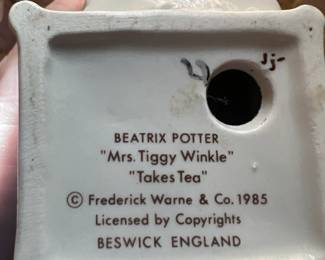 BEATRIX POTTER
"Mrs. Tiggy Winkle"
"Takes Tea"
© Frederick Warne & Co. 1985
Licensed by Copyrights
BESWICK ENGLAND